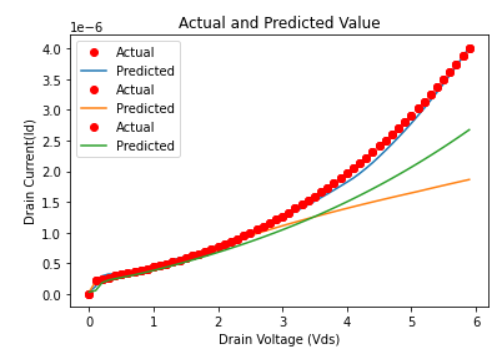 Actual and Predicted Value
1e−6
Actual
Predicted
Actual
Predicted
Actual
Predicted
4.0
3.5
3.0
2.5
2.0
1.5
1.0
0.5
0.0
Drain Current(Id)
0 1 2 3 4 5 6
Drain Voltage (Vds)